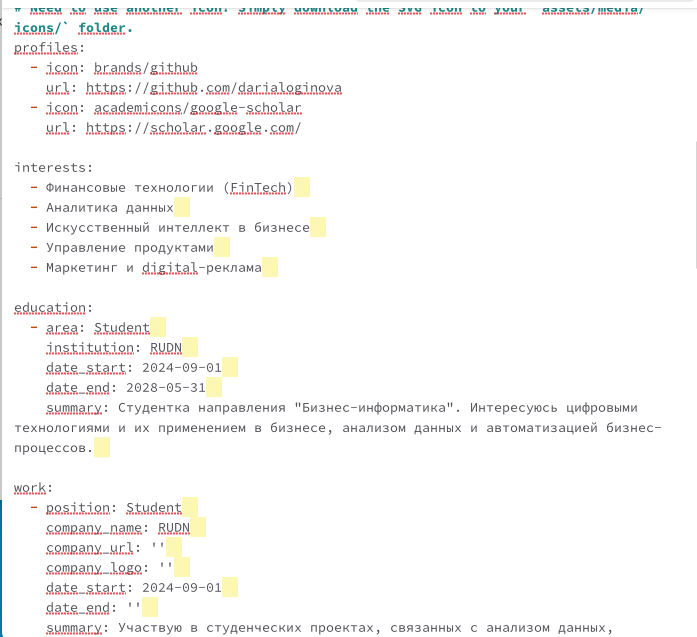 # Need to use another icon? Simply download the SVG icon to your `assets/media/
icons/` folder.
profiles:
- icon: brands/github
url: https://github.com/darialoginova
- icon: academicons/google-scholar
url: https://scholar.google.com/
interests:
- Финансовые технологии (FinTech)
- Аналитика данных
- Искусственный интеллект в бизнесе
- Управление продуктами
- Маркетинг и digital-реклама
education:
- area: Student
institution: RUDN
date_start: 2024-09-01
date_end: 2028-05-31
summary: Студентка направления "Бизнес-информатика". Интересуюсь цифровыми
технологиями и их применением в бизнесе, анализом данных и автоматизацией бизнес-
процессов.
work:
- position: Student
company_name: RUDN
company_url: ''
company_logo: ''
date_start: 2024-09-01
date_end: ''
summary: Участвую в студенческих проектах, связанных с анализом данных,